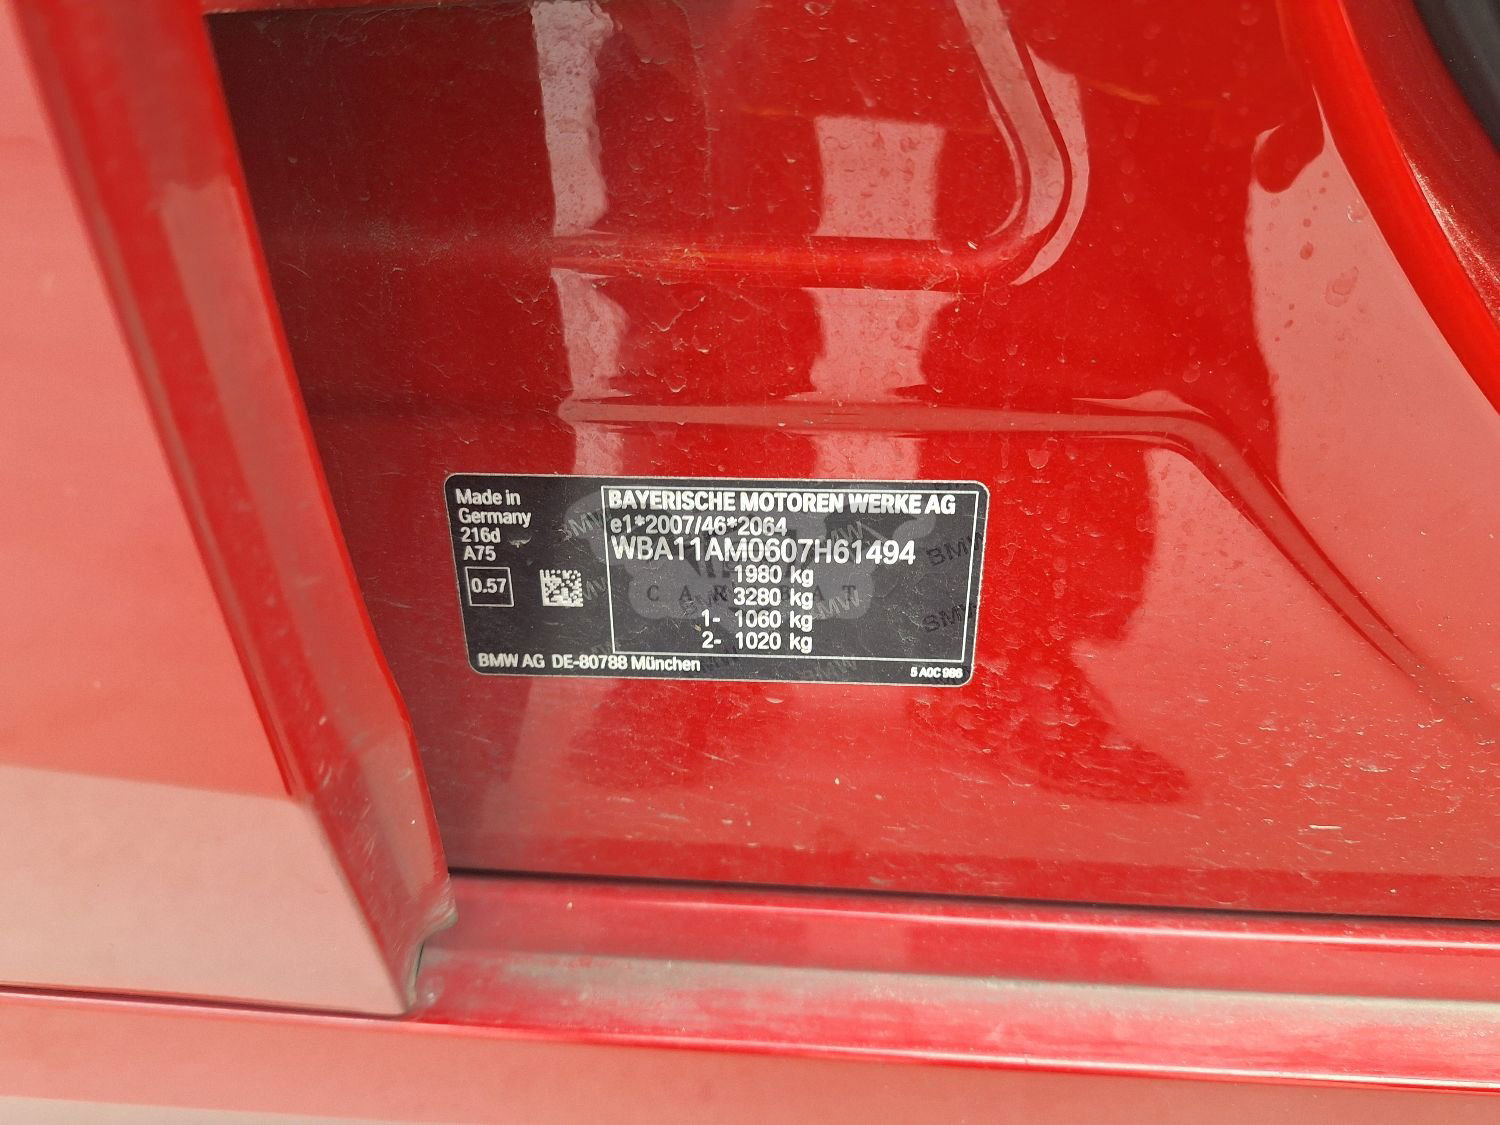 Made in
Germany
216d
A75
0.57
BAYERISCHE MOTOREN WERKE AG
e1*2007/46*2064
WBA11AM0607H61494
1980 kg
3280 kg
1- 1060 kg
2- 1020 kg
BMW AG DE-80788 München
5 A0C 986